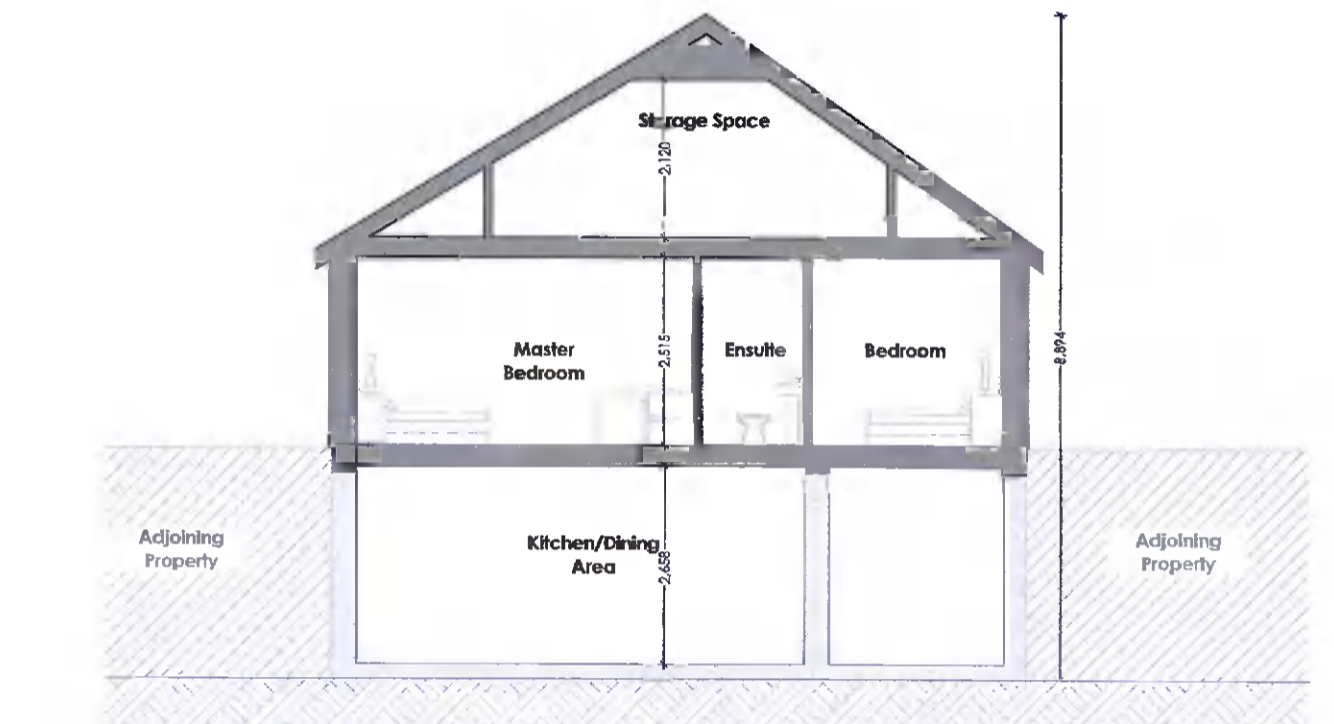 Storage Space
2,120
8,894
Master
Bedroom
2,515
Ensuite
Bedroom
Adjoining
Property
Kitchen/Dining
Area
2,658
Adjoining
Property